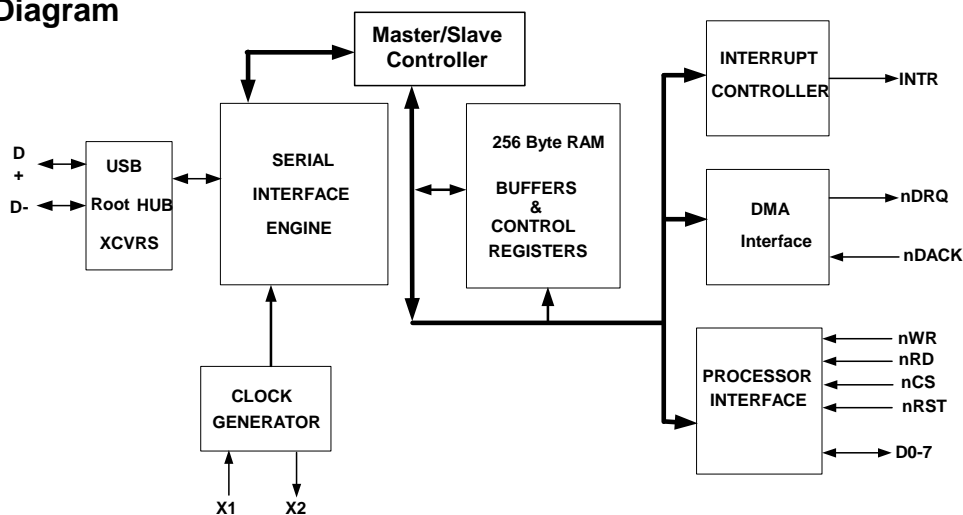 Diagram
Master/Slave
Controller
INTERRUPT
CONTROLLER
INTR
256 Byte RAM
BUFFERS
&
CONTROL
REGISTERS
D
+
D-
USB
Root HUB
XCVRS
SERIAL
INTERFACE
ENGINE
DMA
Interface
nDRQ
nDACK
CLOCK
GENERATOR
X1
X2
PROCESSOR
INTERFACE
nWR
nRD
nCS
nRST
D0-7